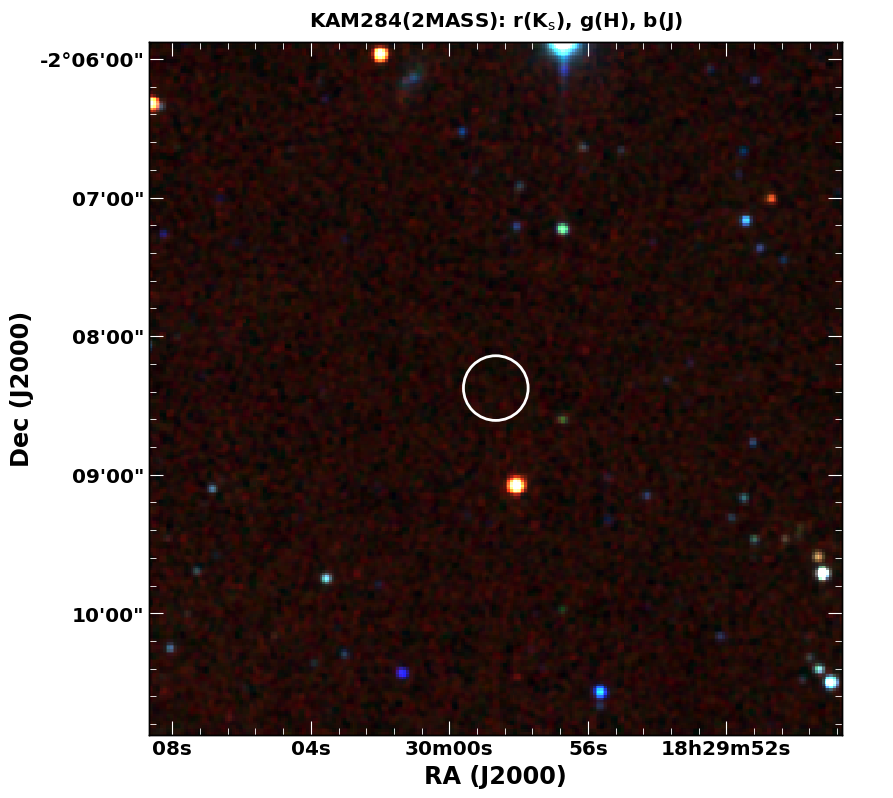 KAM284(2MASS): r(Kₛ), g(H), b(J)
-2°06'00"
07'00"
08'00"
09'00"
10'00"
Dec (J2000)
08s 04s 30m00s 56s 18h29m52s
RA (J2000)